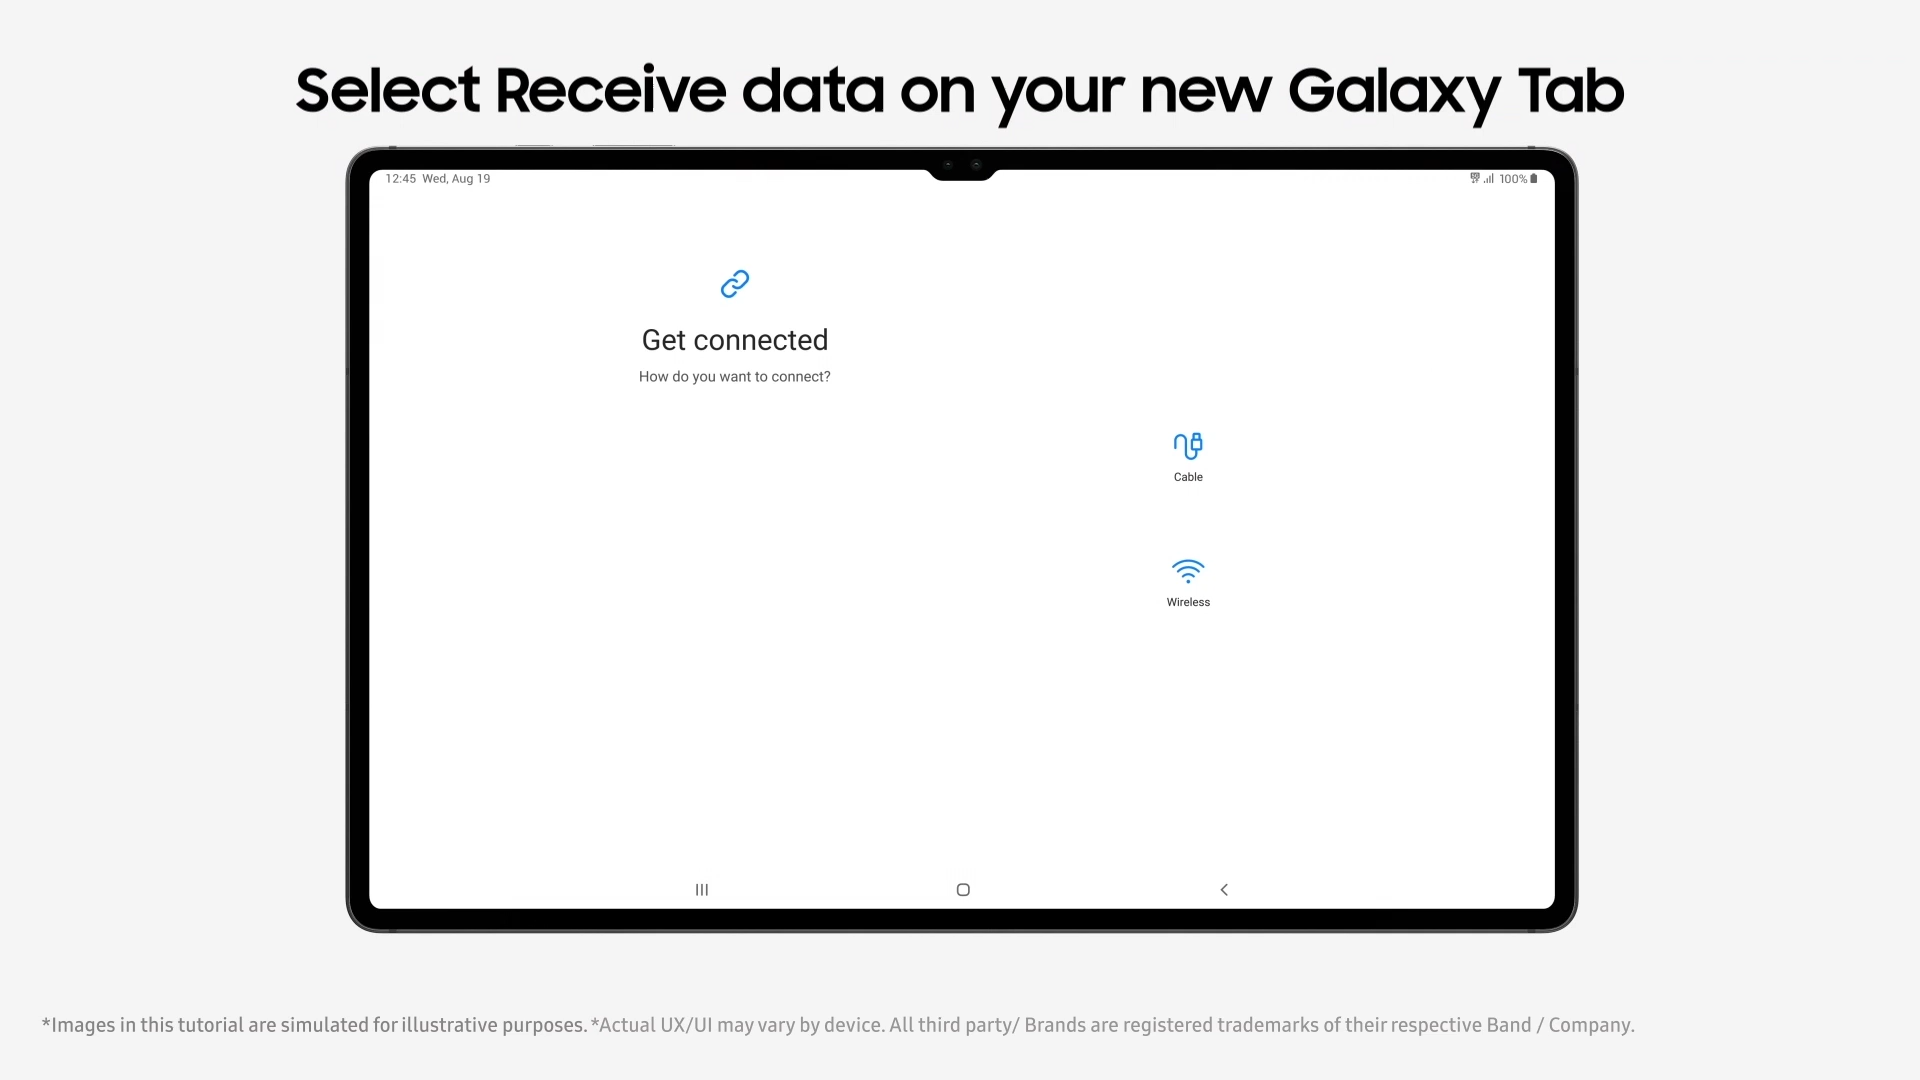 Select Receive data on your new Galaxy Tab
12:45 Wed, Aug 19
100%
Get connected
How do you want to connect?
Cable
Wireless
*Images in this tutorial are simulated for illustrative purposes. *Actual UX/UI may vary by device. All third party/ Brands are registered trademarks of their respective Band / Company.